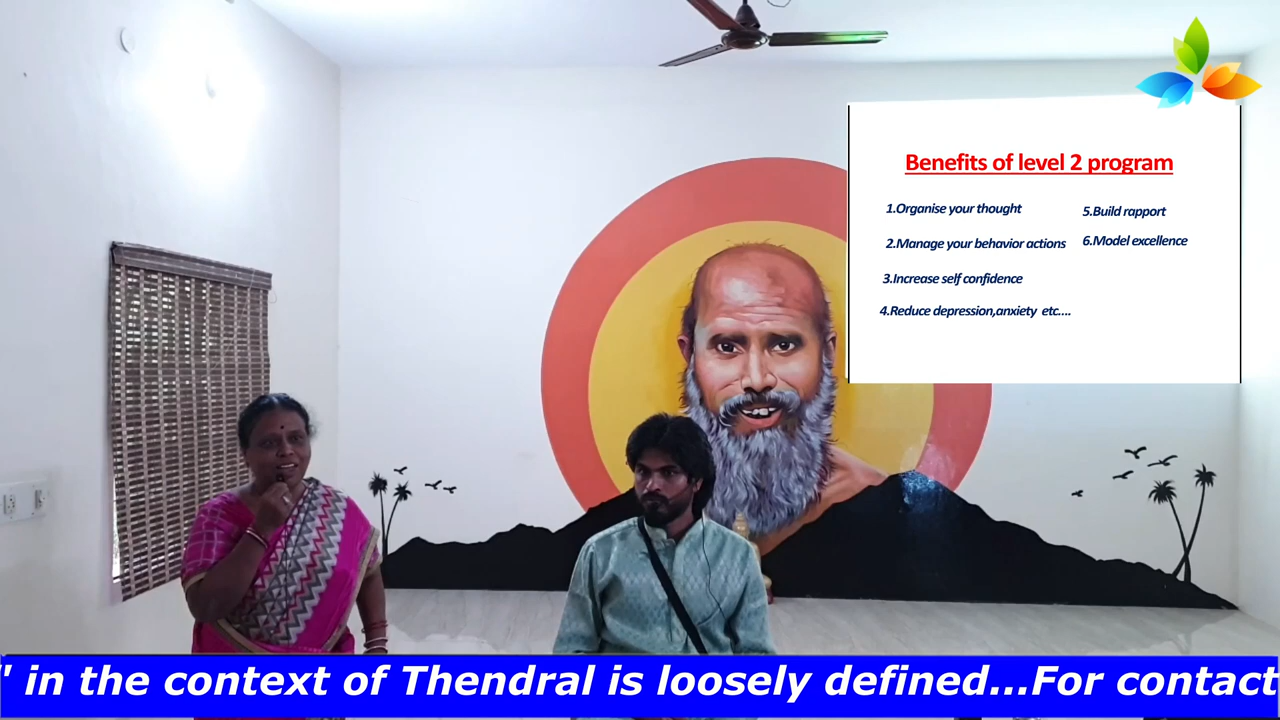 Benefits of level 2 program
1.Organise your thought
2.Manage your behavior actions
3.Increase self confidence
4.Reduce depression,anxiety etc....
5.Build rapport
6.Model excellence
" in the context of Thendral is loosely defined...For contact